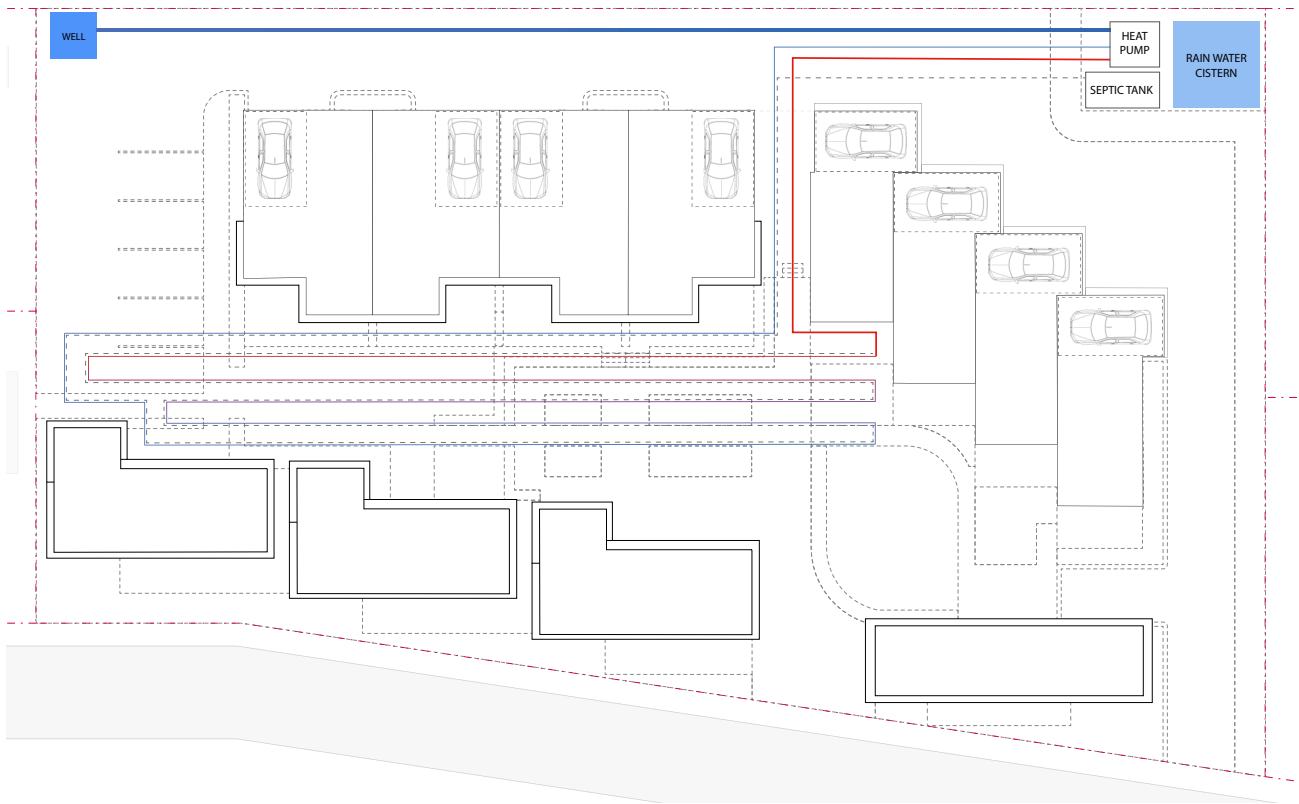 WELL
HEAT
PUMP
RAIN WATER
CISTERN
SEPTIC TANK